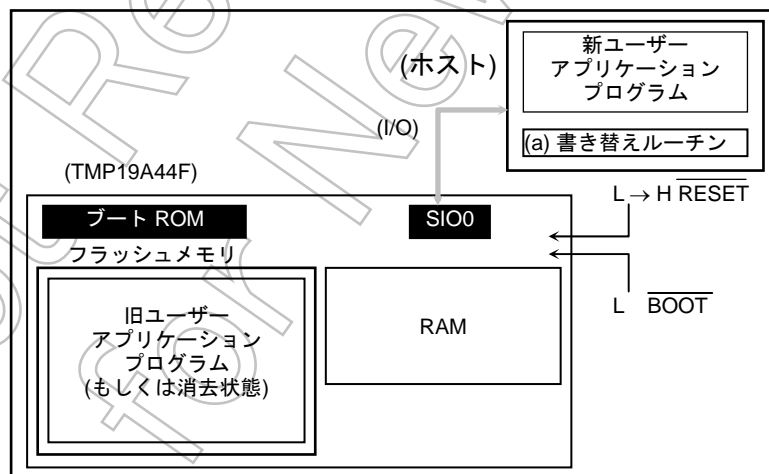 新ユーザー
アプリケーション
プログラム
(ホスト)
(I/O)
(a) 書き替えルーチン
(TMP19A44F)
L → H RESET
ブート ROM
SIO0
フラッシュメモリ
旧ユーザー
アプリケーション
プログラム
(もしくは消去状態)
RAM
L BOOT